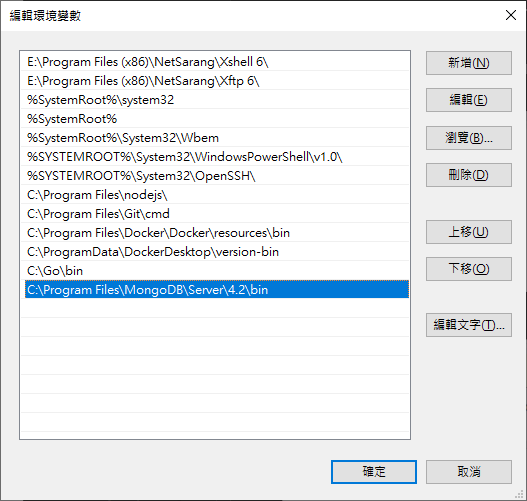 編輯環境變數
E:\Program Files (x86)\NetSarang\Xshell 6\
E:\Program Files (x86)\NetSarang\Xftp 6\
%SystemRoot%\system32
%SystemRoot%
%SystemRoot%\System32\Wbem
%SYSTEMROOT%\System32\WindowsPowerShell\v1.0\
%SYSTEMROOT%\System32\OpenSSH\
C:\Program Files\nodejs\
C:\Program Files\Git\cmd
C:\Program Files\Docker\Docker\resources\bin
C:\ProgramData\DockerDesktop\version-bin
C:\Go\bin
C:\Program Files\MongoDB\Server\4.2\bin
新增(N)
編輯(E)
瀏覽(B)...
刪除(D)
上移(U)
下移(O)
編輯文字(T)...
確定
取消